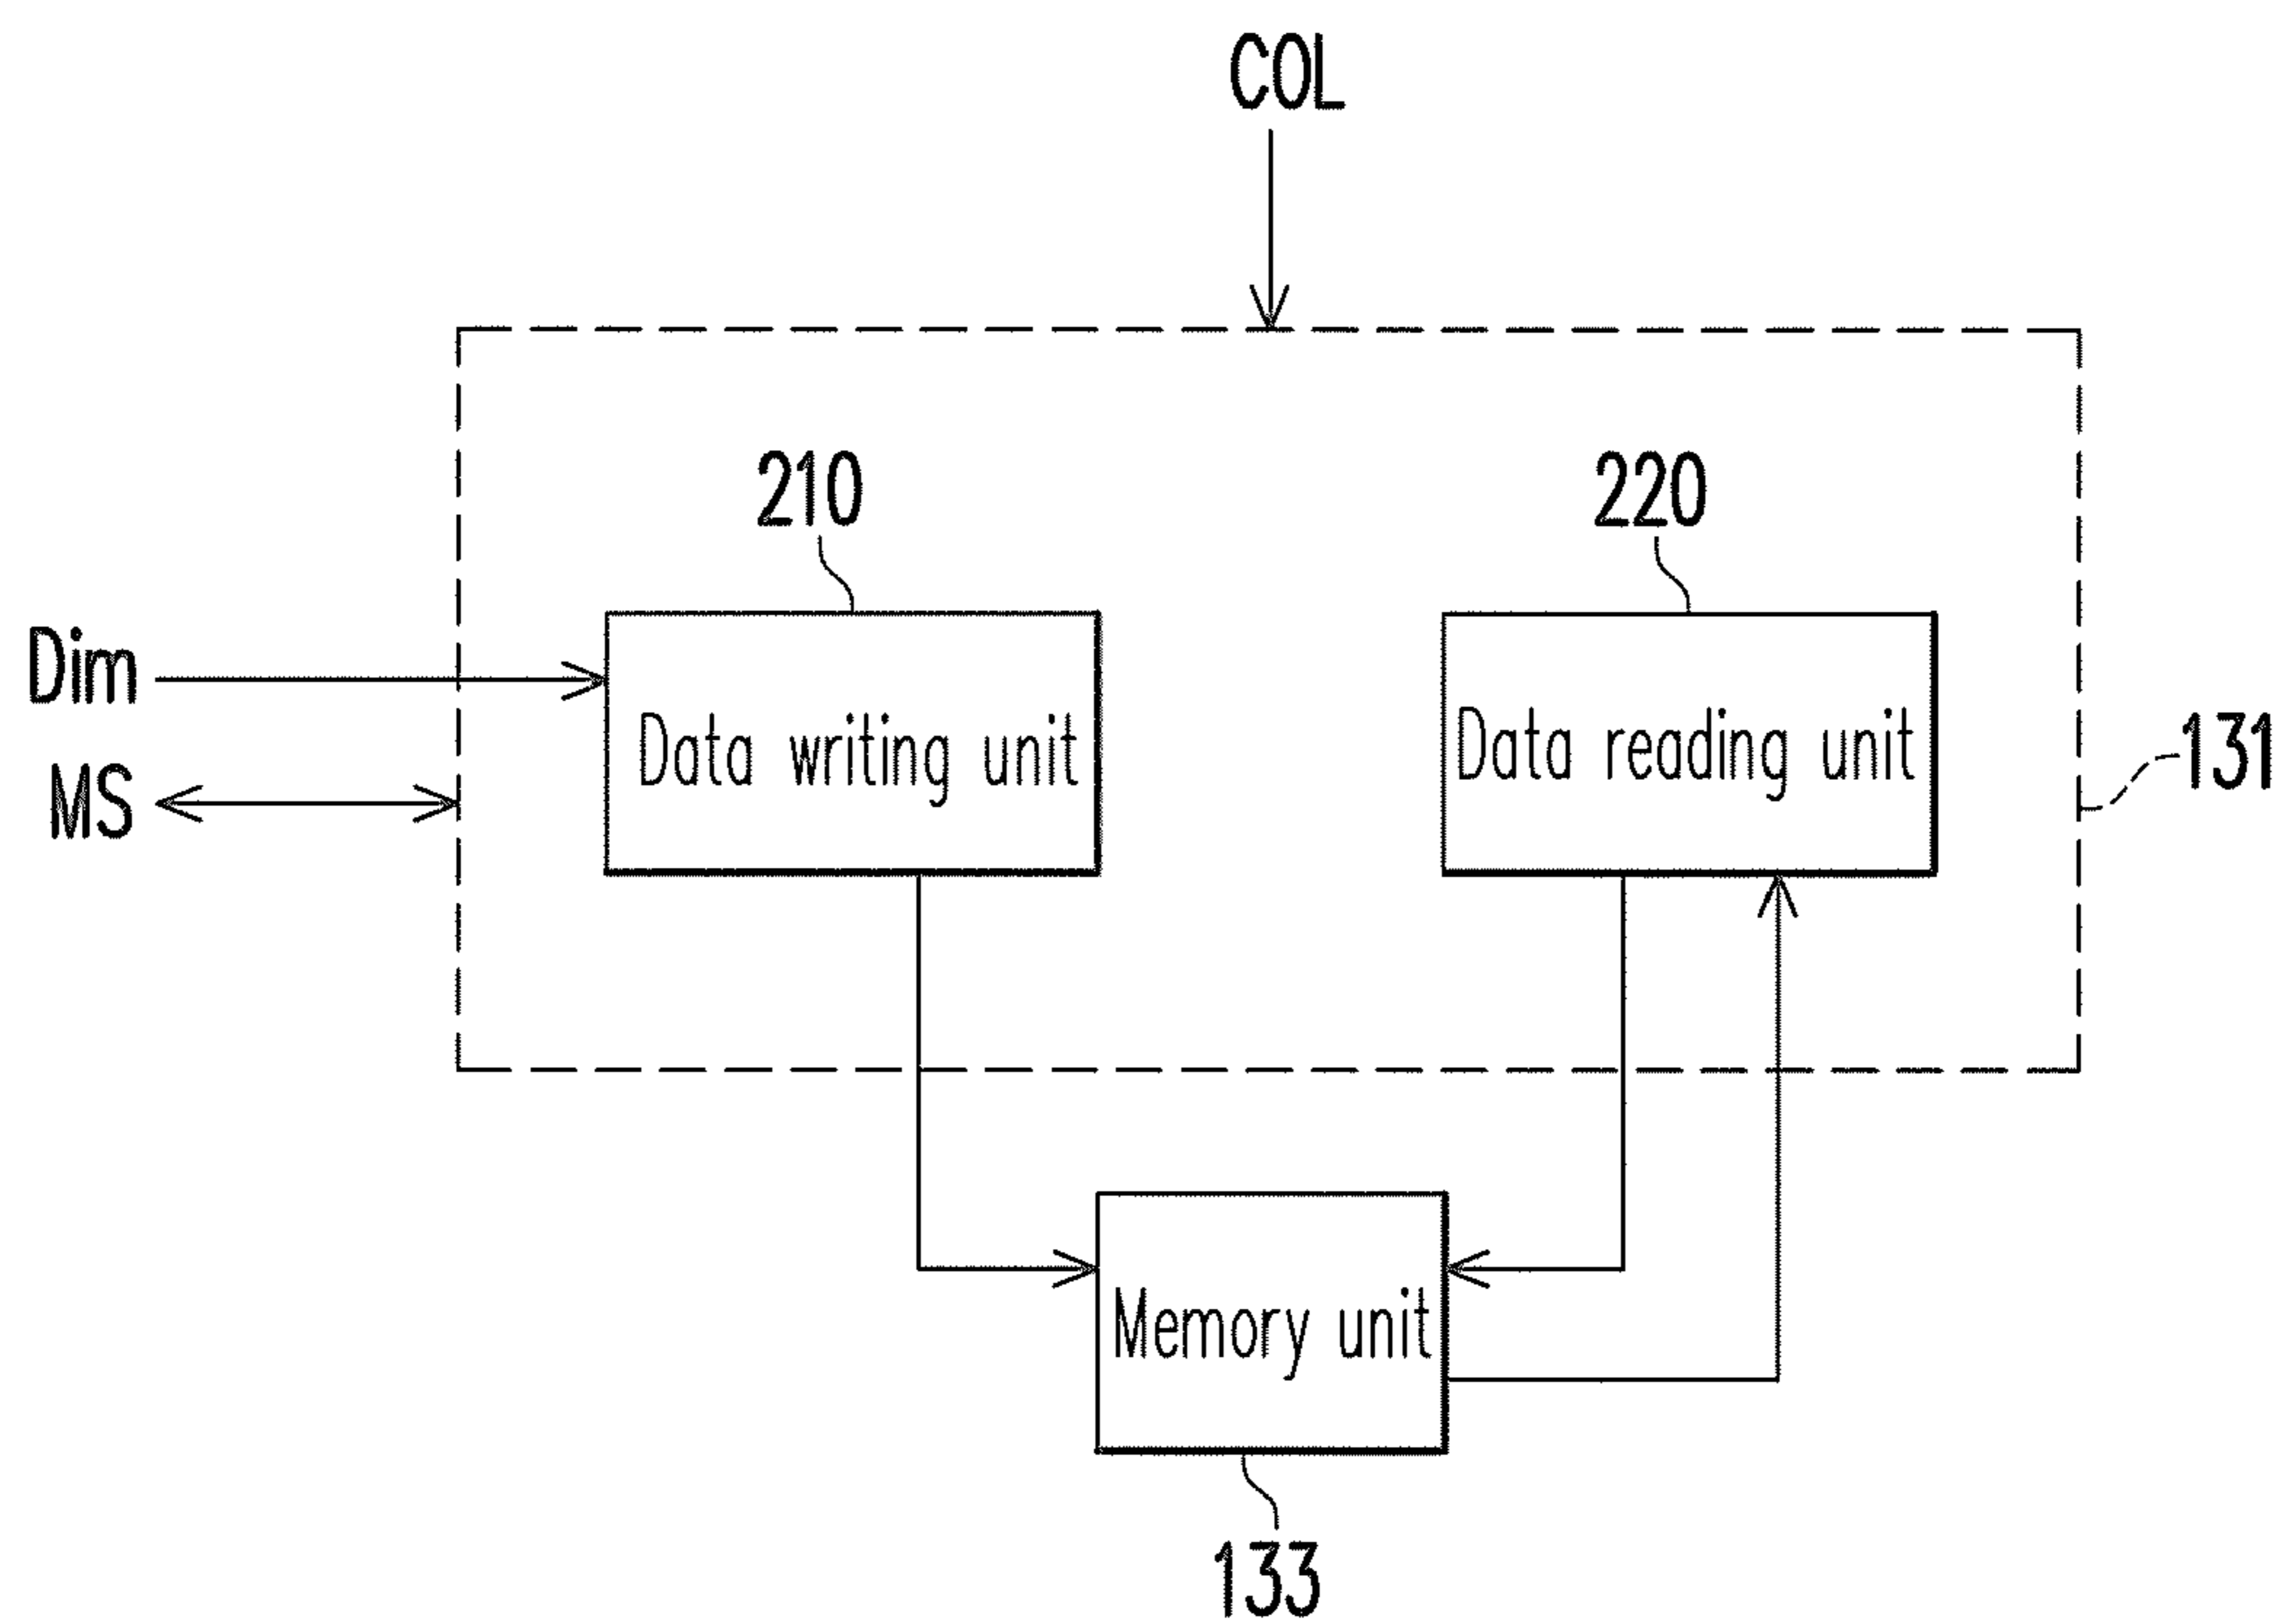 COL
210
220
Dim
Data writing unit
Data reading unit
131
MS
Memory unit
133